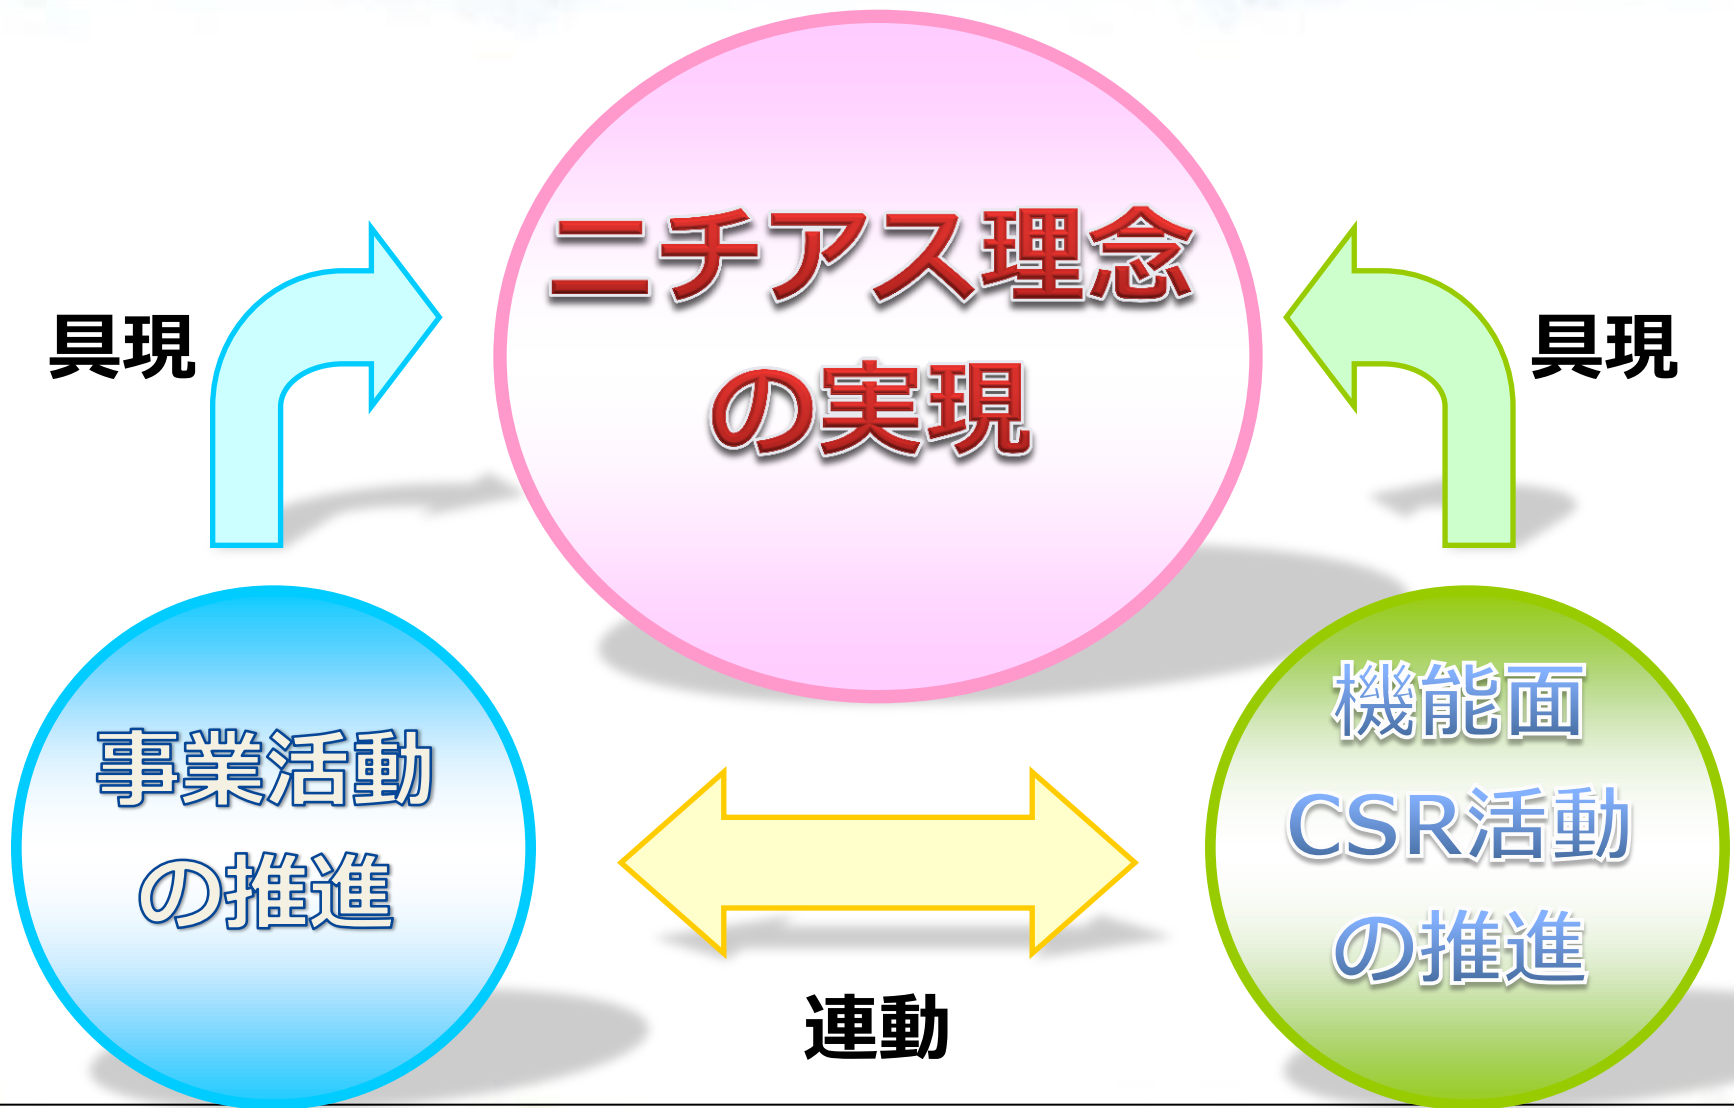 ニチアス理念
の実現
具現
具現
事業活動
の推進
機能面
CSR活動
の推進
連動